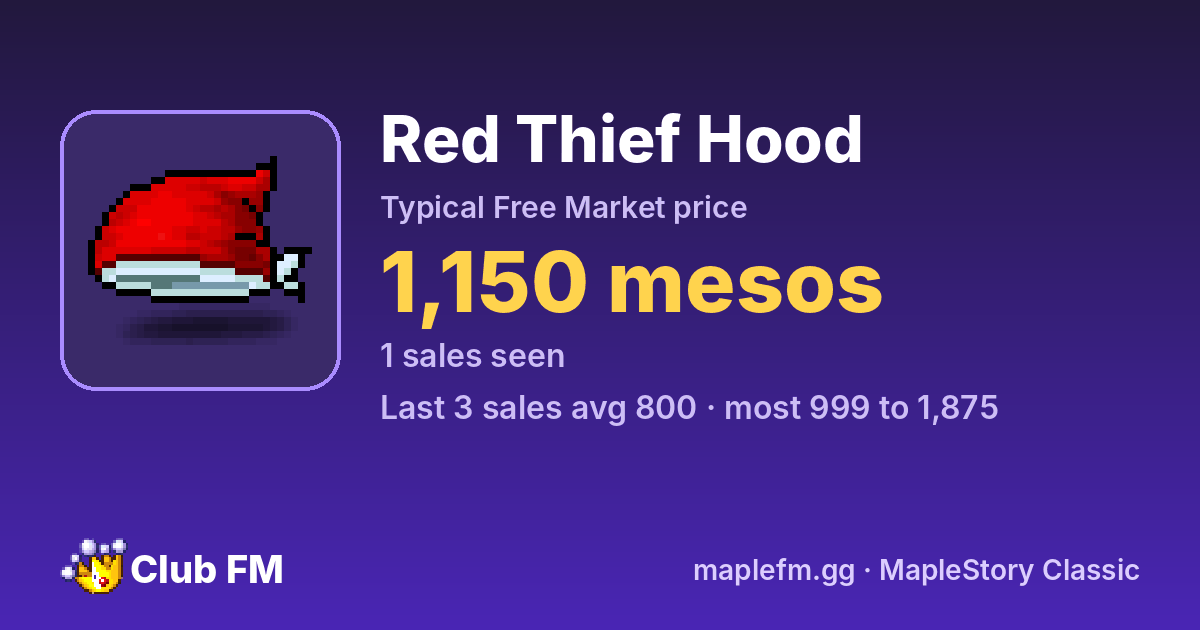 Red Thief Hood
Typical Free Market price
1,150 mesos
1 sales seen
Last 3 sales avg 800 · most 999 to 1,875
Club FM
maplefm.gg · MapleStory Classic